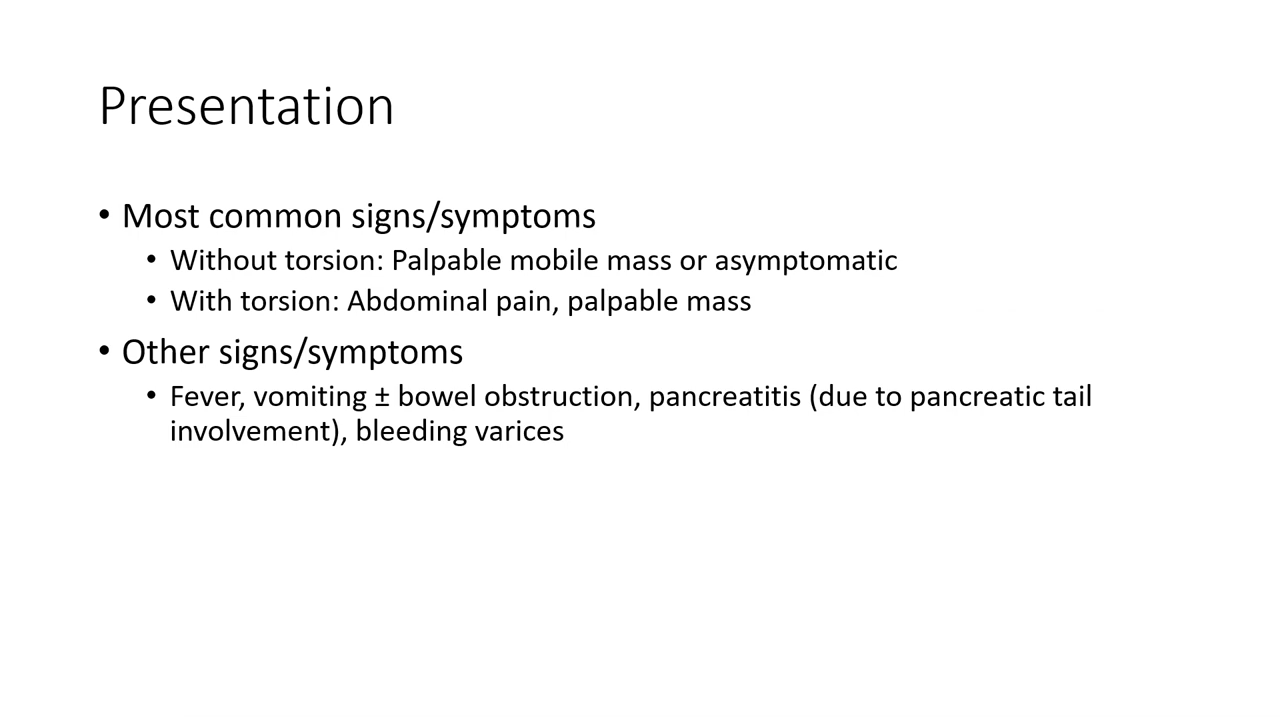 Presentation
• Most common signs/symptoms
• Without torsion: Palpable mobile mass or asymptomatic
• With torsion: Abdominal pain, palpable mass
• Other signs/symptoms
• Fever, vomiting ± bowel obstruction, pancreatitis (due to pancreatic tail
involvement), bleeding varices